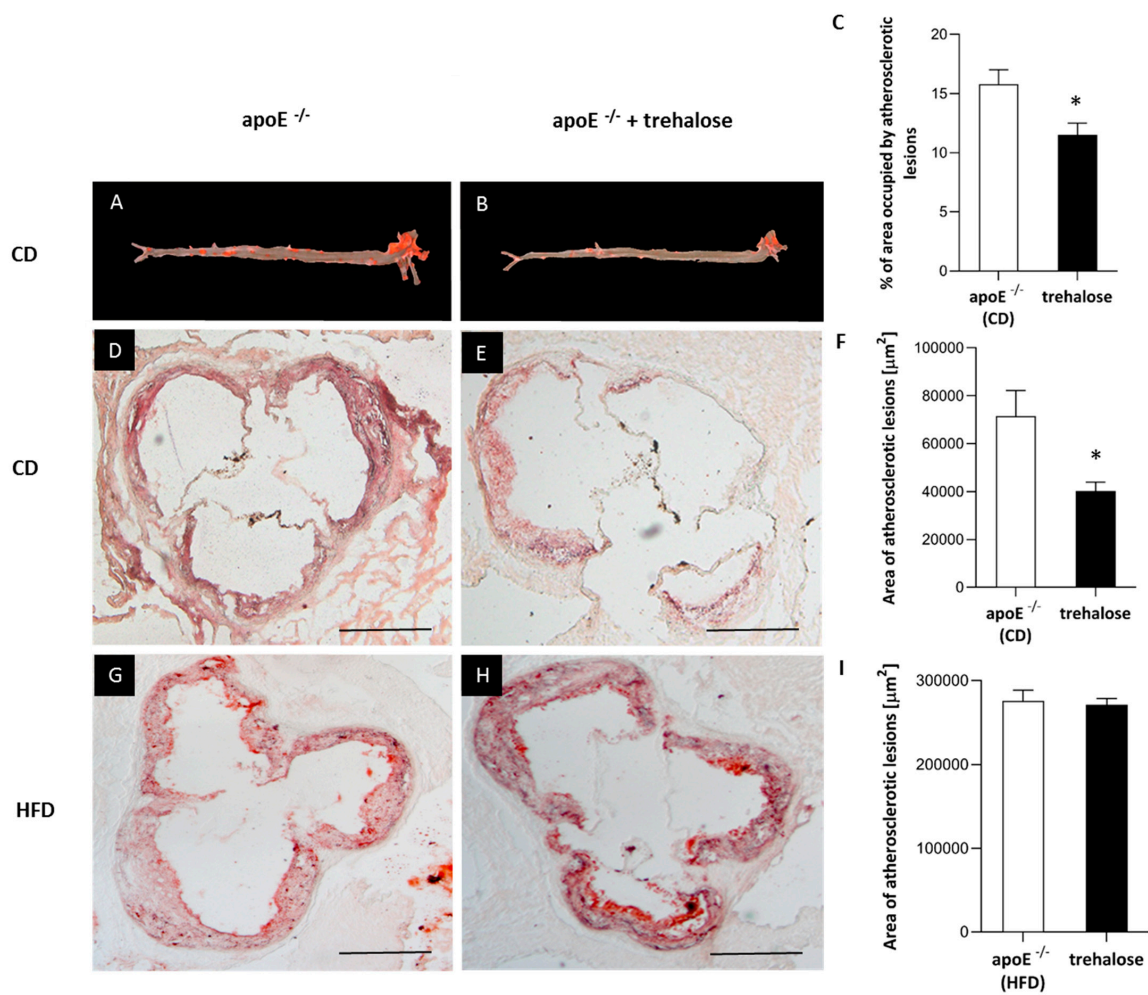 C
apoE -/-
apoE -/- + trehalose
% of area occupied by atherosclerotic
lesions
20
15
10
5
0
*
apoE -/-
(CD)
trehalose
CD
A
B
F
Area of atherosclerotic lesions [μm2]
100000
80000
60000
40000
20000
0
*
apoE -/-
(CD)
trehalose
CD
D
E
I
Area of atherosclerotic lesions [μm2]
300000
200000
100000
0
apoE -/-
(HFD)
trehalose
HFD
G
H